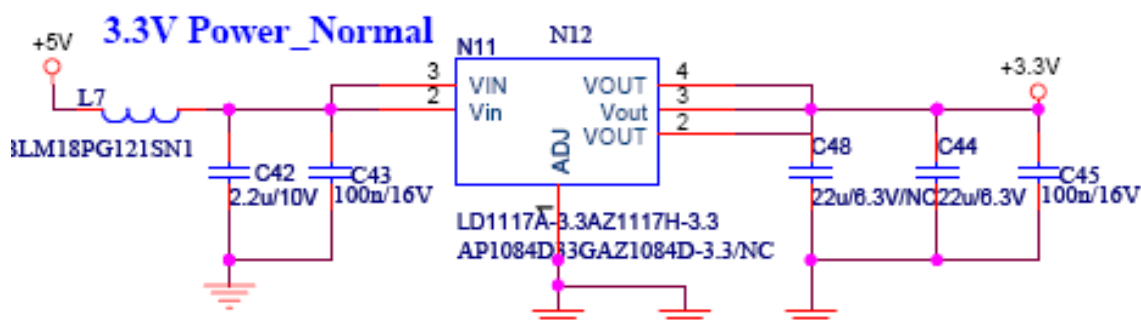 3.3V Power_Normal
N12
+5V
N11
+3.3V
3
VIN
VOUT
4
L7
2
Vin
Vout
3
VOUT
2
BLM18PG121SN1
ADJ
C48
C44
C42
C43
C45
2.2u/10V
100n/16V
22u/6.3V/NC
22u/6.3V
100n/16V
LD1117A-3.3AZ1117H-3.3
AP1084D33GAZ1084D-3.3/NC